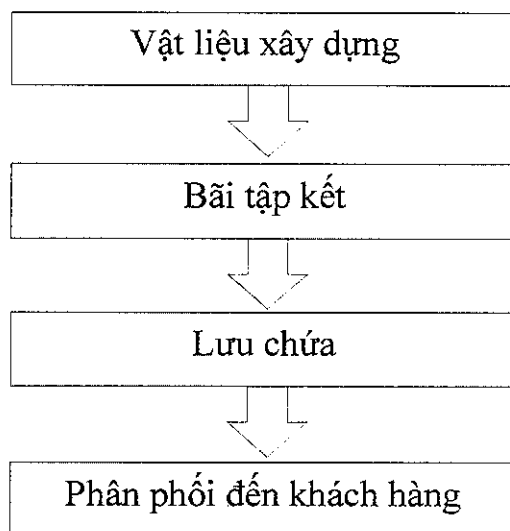 Vật liệu xây dựng
Bãi tập kết
Lưu chứa
Phân phối đến khách hàng